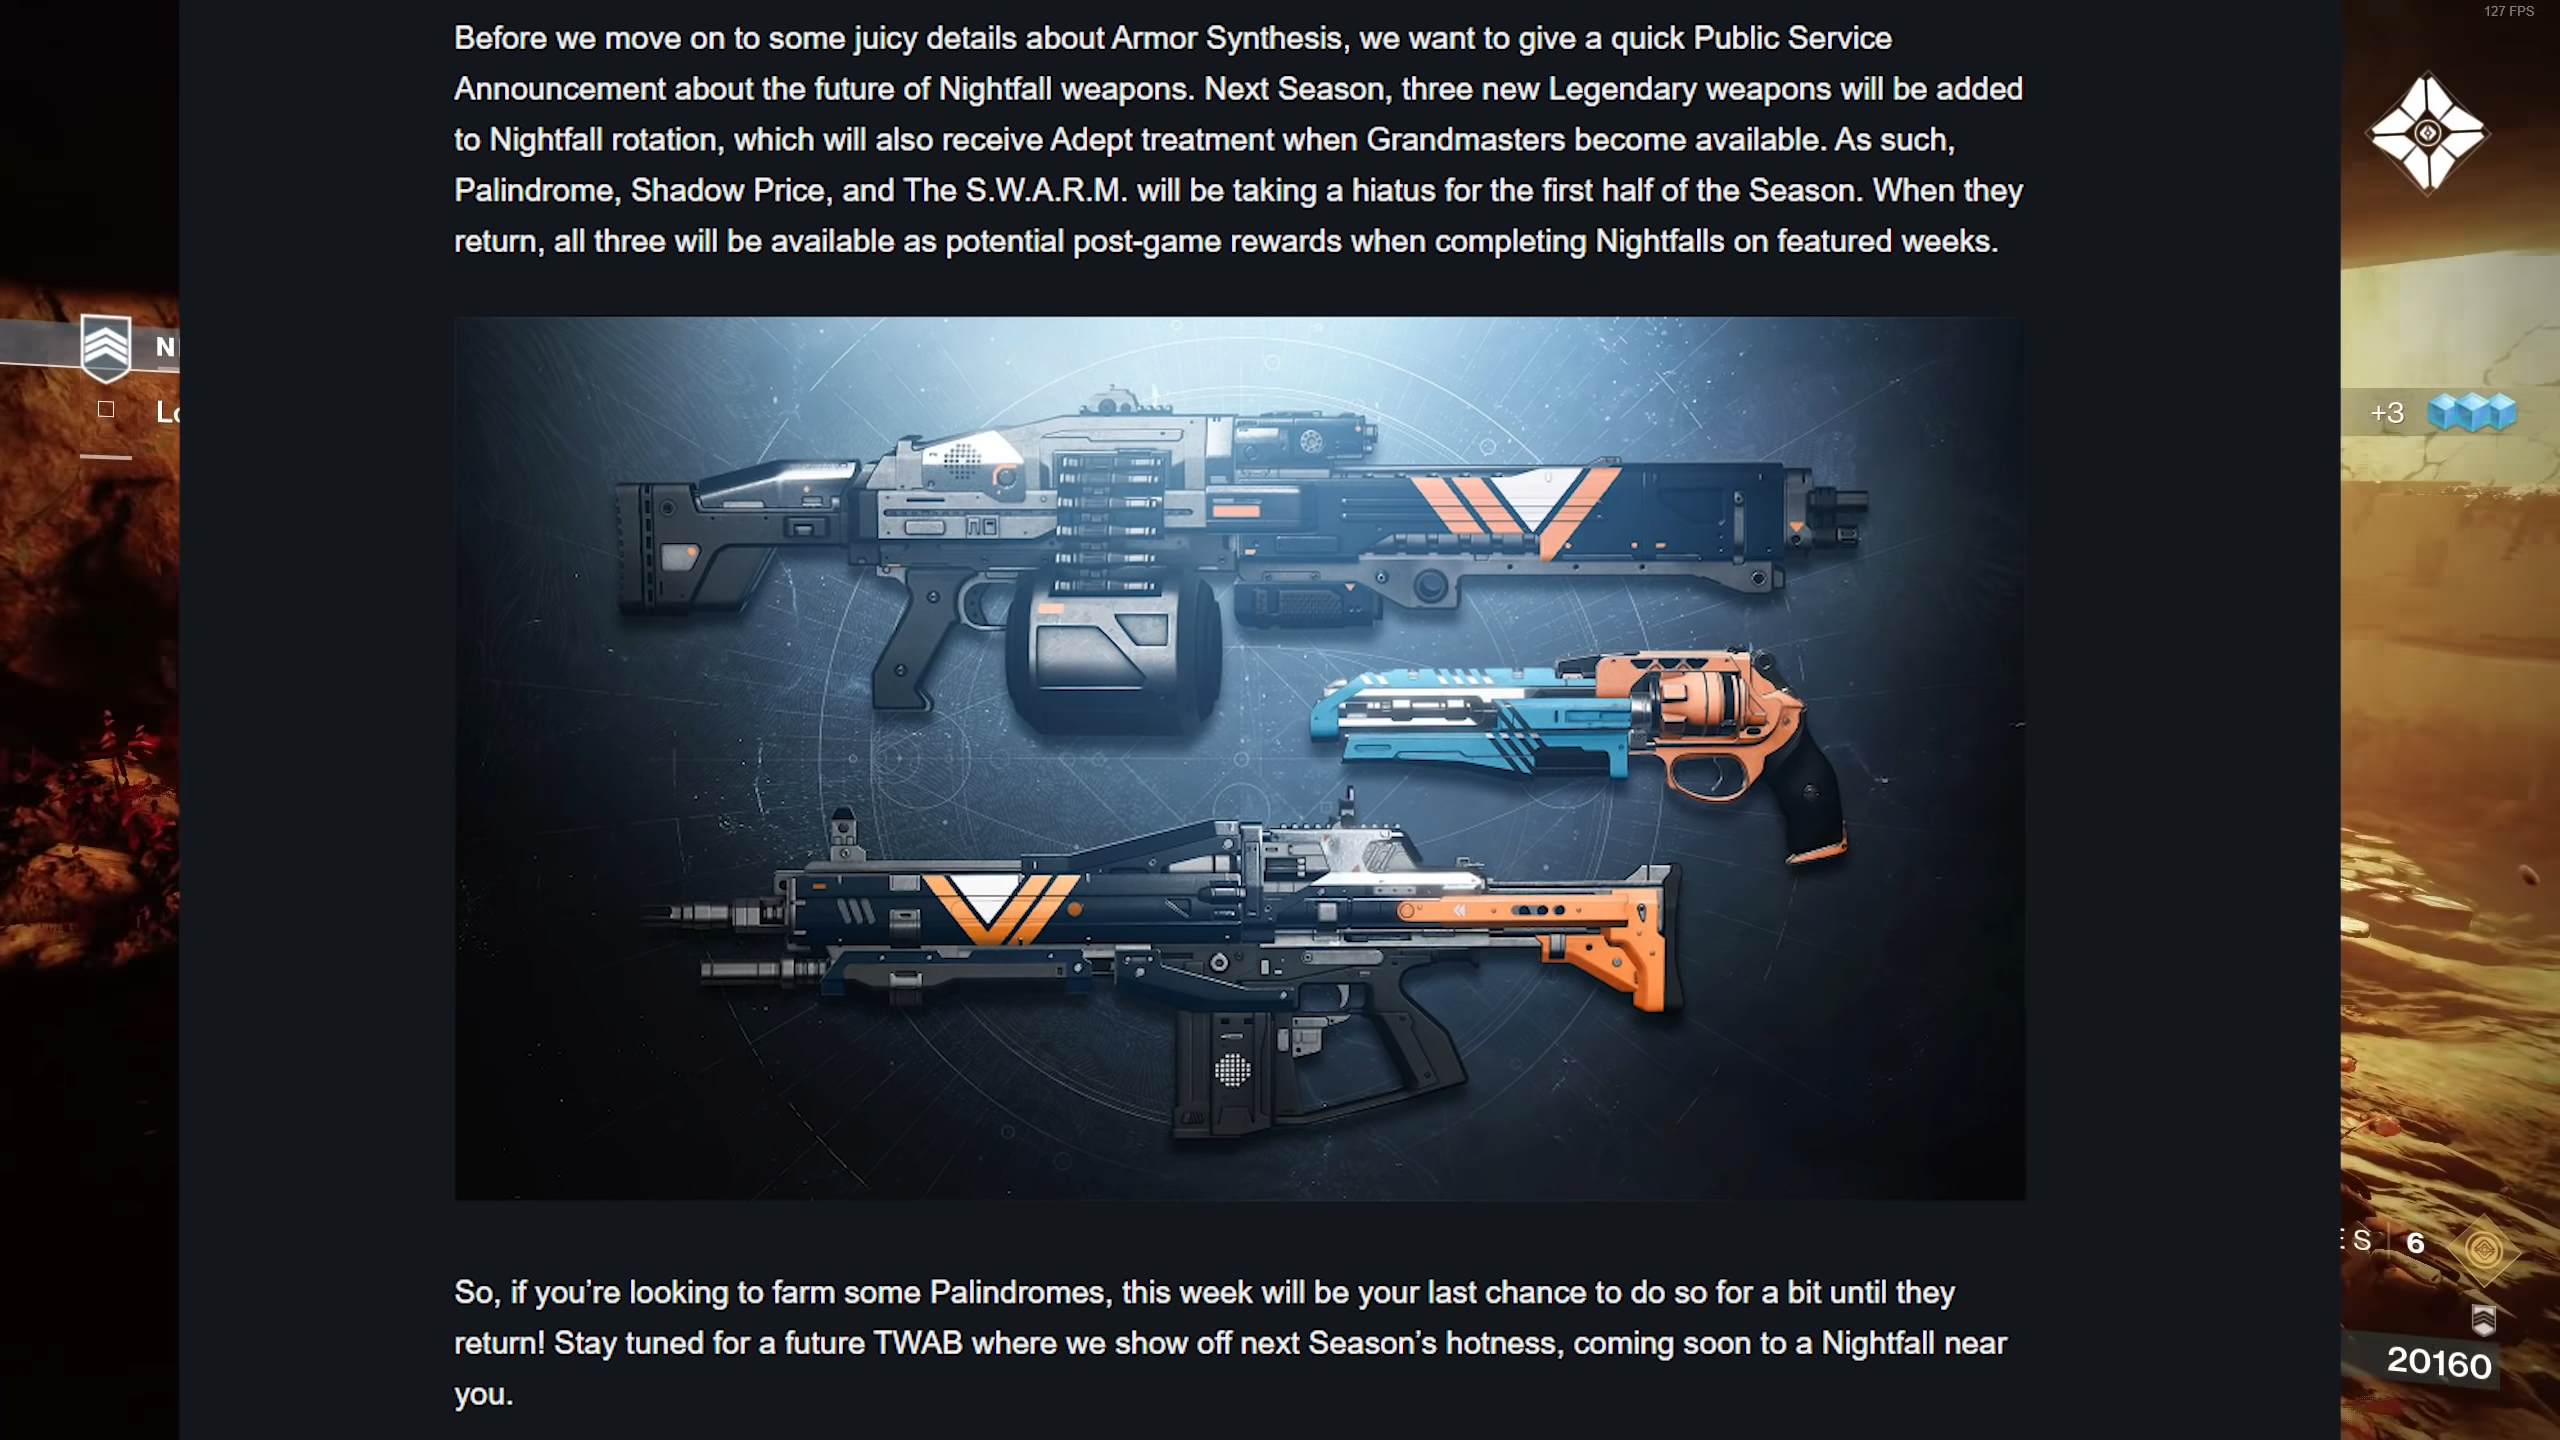 127 FPS
Before we move on to some juicy details about Armor Synthesis, we want to give a quick Public Service
Announcement about the future of Nightfall weapons. Next Season, three new Legendary weapons will be added
to Nightfall rotation, which will also receive Adept treatment when Grandmasters become available. As such,
Palindrome, Shadow Price, and The S.W.A.R.M. will be taking a hiatus for the first half of the Season. When they
return, all three will be available as potential post-game rewards when completing Nightfalls on featured weeks.
+3
So, if you’re looking to farm some Palindromes, this week will be your last chance to do so for a bit until they
return! Stay tuned for a future TWAB where we show off next Season’s hotness, coming soon to a Nightfall near
you.
6
20160